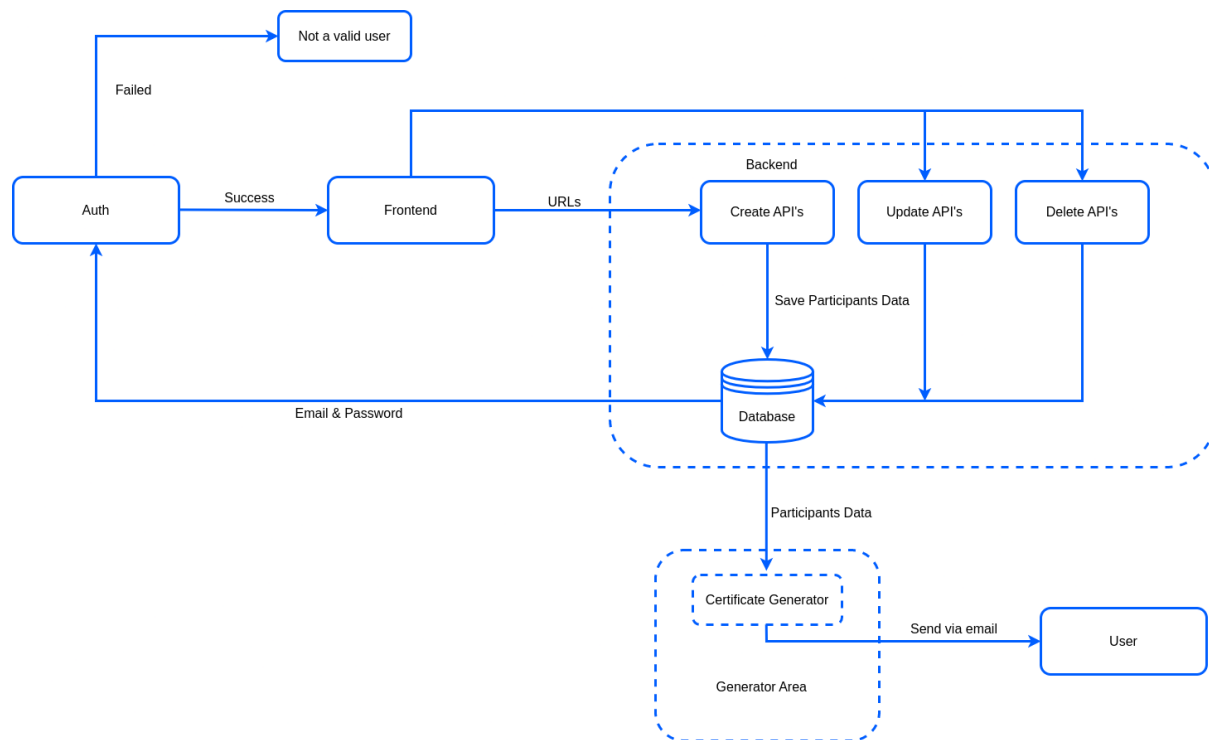 Not a valid user
Failed
Backend
Auth
Success
Frontend
URLs
Create API's
Update API's
Delete API's
Save Participants Data
Database
Email & Password
Participants Data
Certificate Generator
Send via email
User
Generator Area